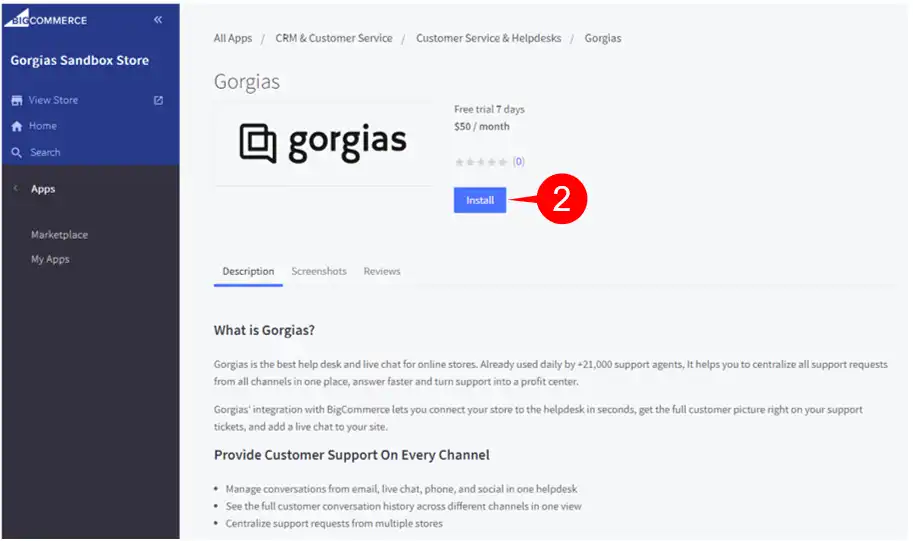 BIGCOMMERCE «
Gorgias Sandbox Store
View Store
Home
Search
Apps
Marketplace
My Apps
All Apps / CRM & Customer Service / Customer Service & Helpdesks / Gorgias
Gorgias
gorgias
Free trial 7 days
$50 / month
(0)
Install
2
Description Screenshots Reviews
What is Gorgias?
Gorgias is the best help desk and live chat for online stores. Already used daily by +21,000 support agents, It helps you to centralize all support requests
from all channels in one place, answer faster and turn support into a profit center.
Gorgias' integration with BigCommerce lets you connect your store to the helpdesk in seconds, get the full customer picture right on your support
tickets, and add a live chat to your site.
Provide Customer Support On Every Channel
• Manage conversations from email, live chat, phone, and social in one helpdesk
• See the full customer conversation history across different channels in one view
• Centralize support requests from multiple stores